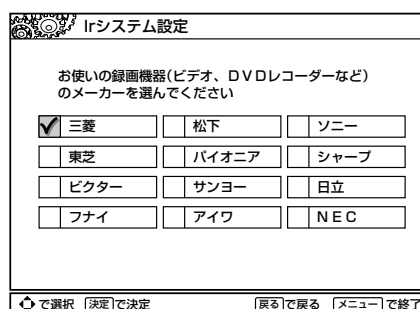 Irシステム設定
お使いの録画機器(ビデオ、DVDレコーダーなど)
のメーカーを選んでください
三菱 松下 ソニー
東芝 パイオニア シャープ
ビクター サンヨー 日立
フナイ アイワ NEC
で選択 決定で決定 戻るで戻る メニューで終了